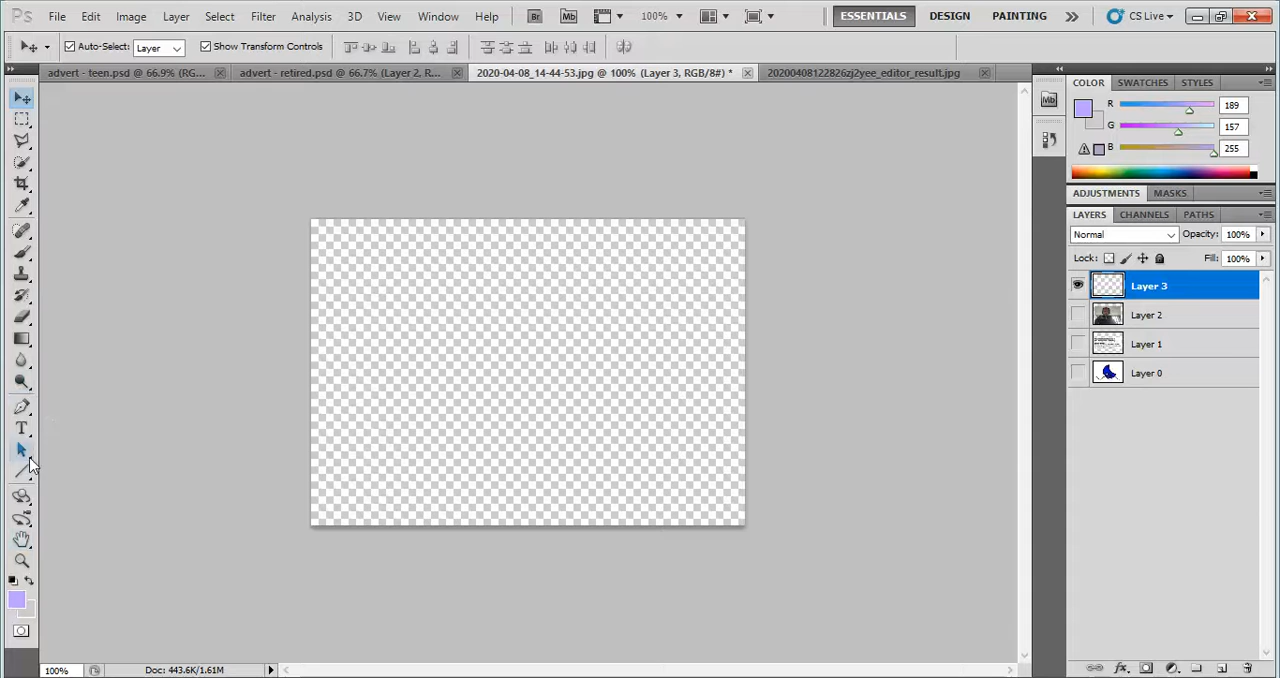 Ps File Edit Image Layer Select Filter Analysis 3D View Window Help Br Mb 100% ESSENTIALS DESIGN PAINTING CS Live
Auto-Select: Layer Show Transform Controls
advert - teen.psd @ 66.9% (RG... advert - retired.psd @ 66.7% (Layer 2, R... 2020-04-08_14-44-53.jpg @ 100% (Layer 3, RGB/8#) * 20200408122826zj2yee_editor_result.jpg
COLOR SWATCHES STYLES
Mb
R 189
G 157
B 255
ADJUSTMENTS MASKS
LAYERS CHANNELS PATHS
Normal Opacity: 100%
Lock: Fill: 100%
Layer 3
Layer 2
Layer 1
Layer 0
T
fx
100% Doc: 443.6K/1.61M